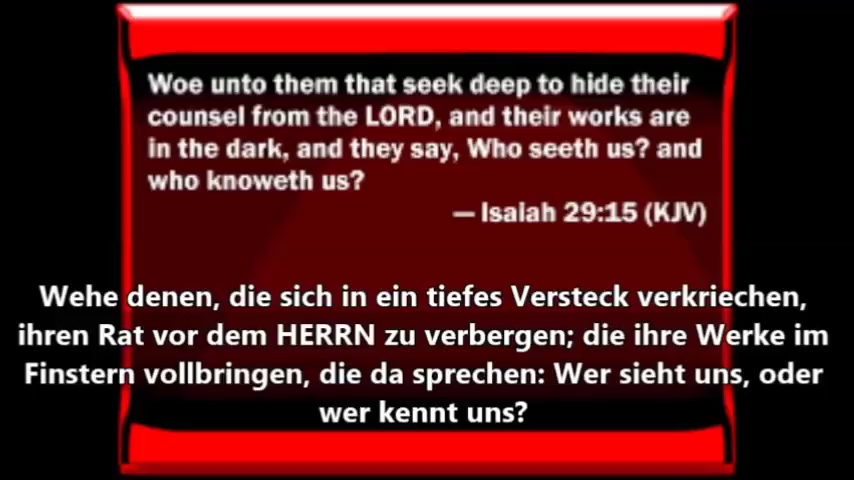 Woe unto them that seek deep to hide their
counsel from the LORD, and their works are
in the dark, and they say, Who seeth us? and
who knoweth us?
— Isaiah 29:15 (KJV)
Wehe denen, die sich in ein tiefes Versteck verkriechen,
ihren Rat vor dem HERRN zu verbergen; die ihre Werke im
Finstern vollbringen, die da sprechen: Wer sieht uns, oder
wer kennt uns?